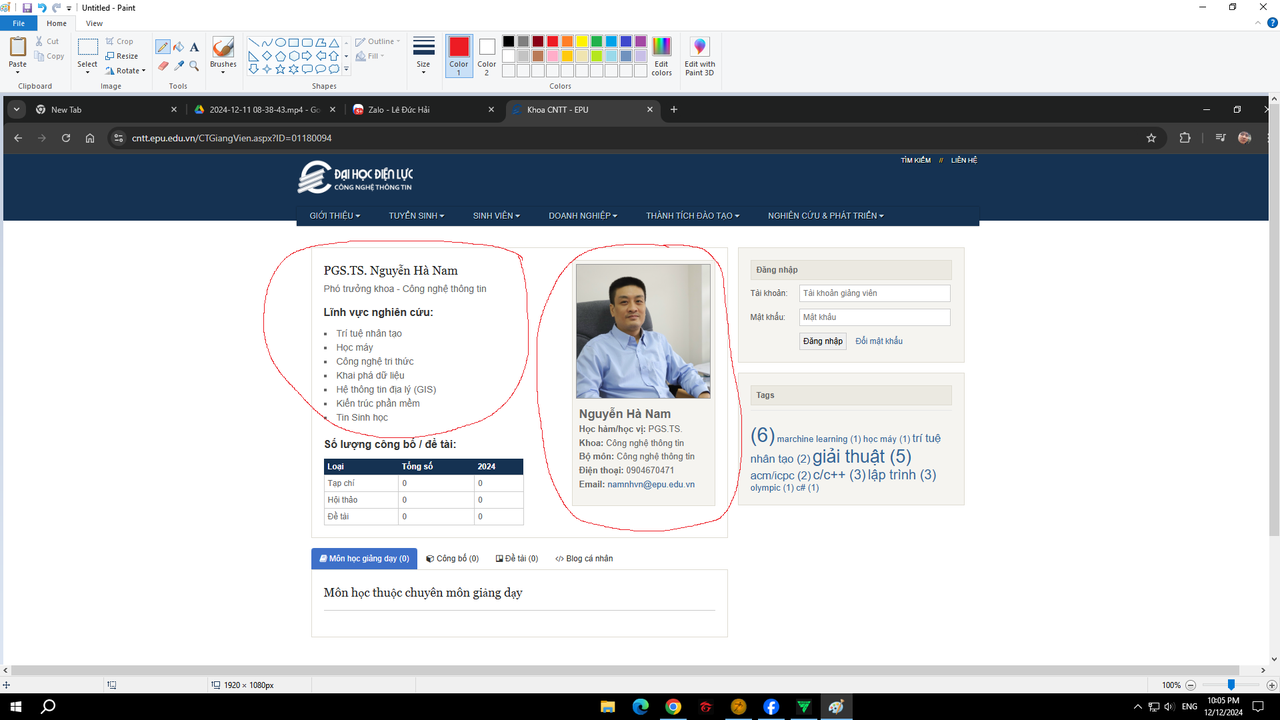 Untitled - Paint
File
Home
View
Paste
Cut
Copy
Clipboard
Select
Crop
Resize
Rotate
Image
A
Tools
Brushes
Outline
Fill
Shapes
Size
Color 1
Color 2
Edit colors
Colors
Edit with Paint 3D
New Tab
2024-12-11 08-38-43.mp4 - Go
Zalo - Lê Đức Hải
Khoa CNTT - EPU
cntt.epu.edu.vn/CTGiangVien.aspx?ID=01180094
TÌM KIẾM // LIÊN HỆ
ĐẠI HỌC ĐIỆN LỰC
CÔNG NGHỆ THÔNG TIN
GIỚI THIỆU
TUYỂN SINH
SINH VIÊN
DOANH NGHIỆP
THÀNH TÍCH ĐÀO TẠO
NGHIÊN CỨU & PHÁT TRIỂN
PGS.TS. Nguyễn Hà Nam
Phó trưởng khoa - Công nghệ thông tin
Lĩnh vực nghiên cứu:
Trí tuệ nhân tạo
Học máy
Công nghệ tri thức
Khai phá dữ liệu
Hệ thông tin địa lý (GIS)
Kiến trúc phần mềm
Tin Sinh học
Số lượng công bố / đề tài:
Loại Tổng số 2024
Tạp chí 0 0
Hội thảo 0 0
Đề tài 0 0
Nguyễn Hà Nam
Học hàm/học vị: PGS.TS.
Khoa: Công nghệ thông tin
Bộ môn: Công nghệ thông tin
Điện thoại: 0904670471
Email: namnhvn@epu.edu.vn
Đăng nhập
Tài khoản: Tài khoản giảng viên
Mật khẩu: Mật khẩu
Đăng nhập Đổi mật khẩu
Tags
(6) marchine learning (1) học máy (1) trí tuệ
nhân tạo (2) giải thuật (5)
acm/icpc (2) c/c++ (3) lập trình (3)
olympic (1) c# (1)
Môn học giảng dạy (0)
Công bố (0)
Đề tài (0)
</> Blog cá nhân
Môn học thuộc chuyên môn giảng dạy
1920 × 1080px
100%
ENG
10:05 PM
12/12/2024